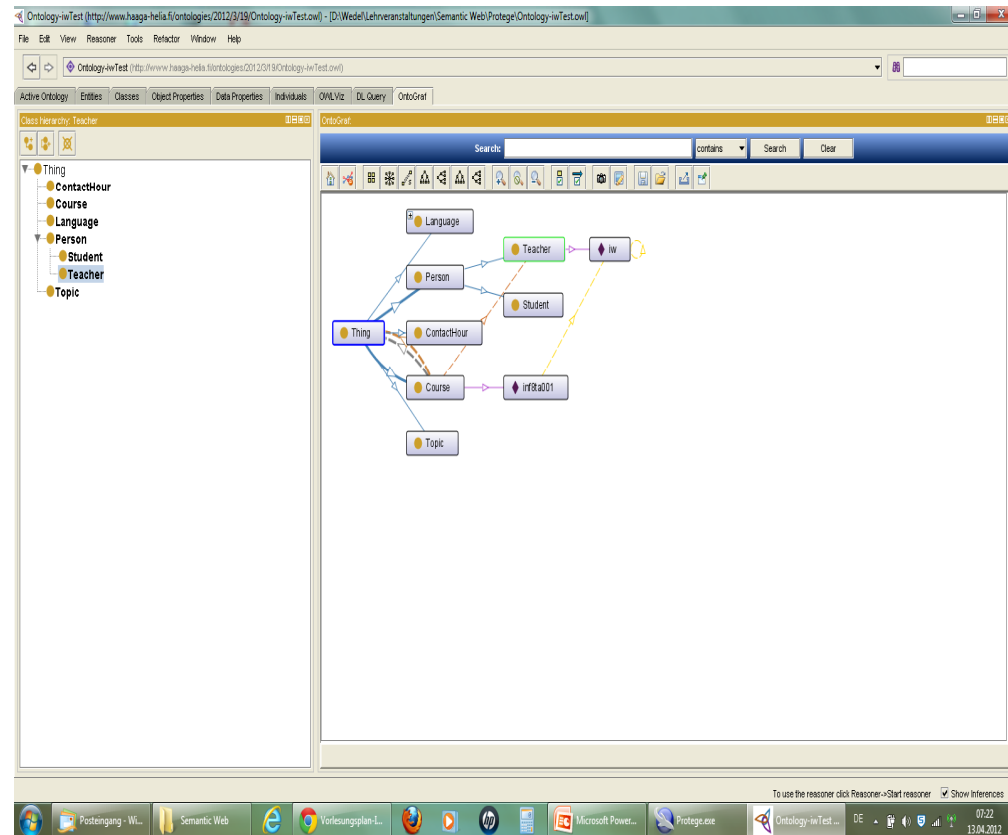 Ontology-iwTest (http://www.haaga-helia.fi/ontologies/2012/3/19/Ontology-iwTest.owl) - [D:\Wedel\Lehrveranstaltungen\Semantic Web\Protege\Ontology-iwTest.owl]
File Edit View Reasoner Tools Refactor Window Help
Ontology-iwTest (http://www.haaga-helia.fi/ontologies/2012/3/19/Ontology-iwTest.owl)
Active Ontology Entities Classes Object Properties Data Properties Individuals OWLViz DL Query OntoGraf
Class hierarchy: Teacher
Thing
ContactHour
Course
Language
Person
Student
Teacher
Topic
OntoGraf:
Search: contains Search Clear
Language
Teacher
iw
Person
Student
Thing
ContactHour
Course
inf8ta001
Topic
To use the reasoner click Reasoner->Start reasoner Show Inferences
Posteingang - Wi... Semantic Web Vorlesungsplan-I... Microsoft Power... Protege.exe Ontology-iwTest ... DE 07:22
13.04.2012